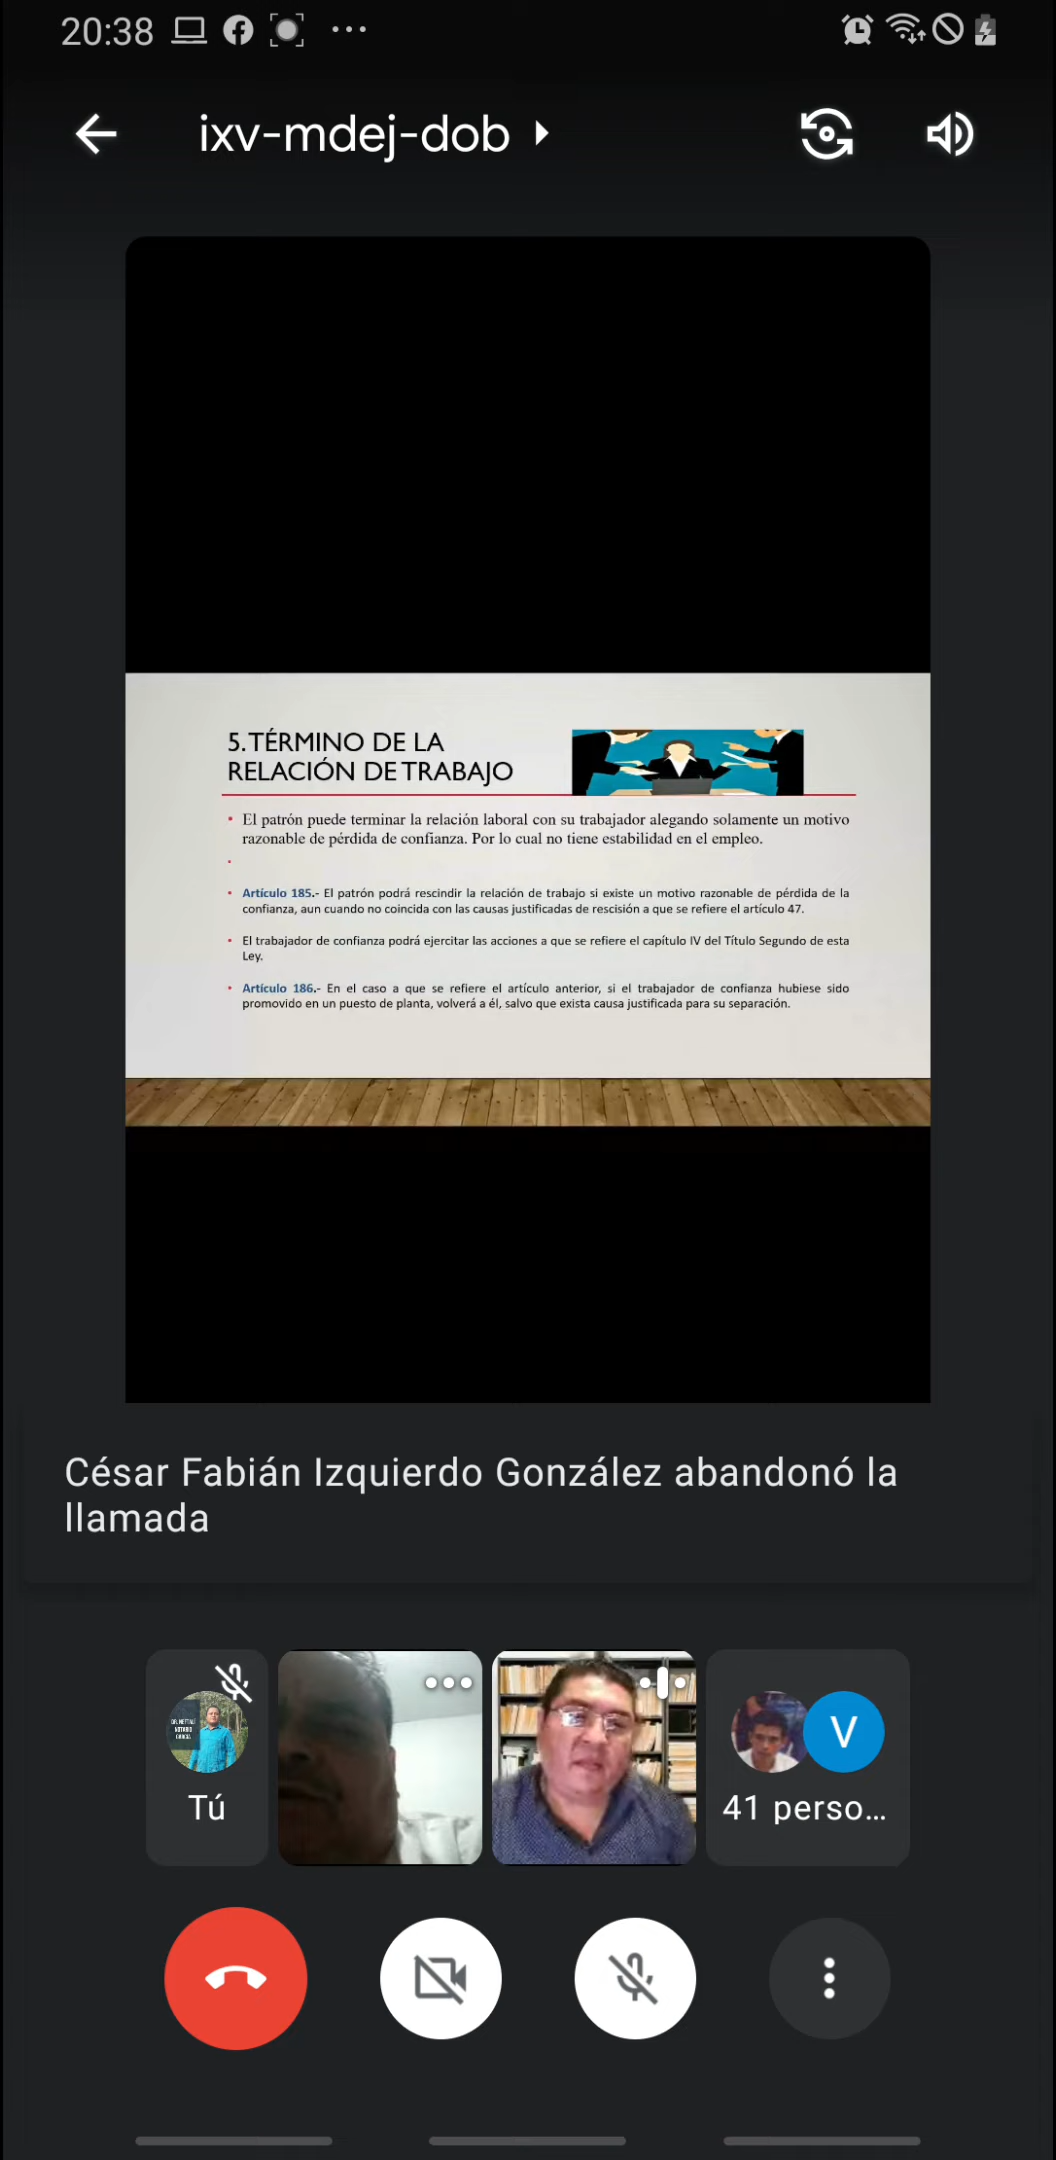 20:38
ixv-mdej-dob
5. TÉRMINO DE LA
RELACIÓN DE TRABAJO
El patrón puede terminar la relación laboral con su trabajador alegando solamente un motivo
razonable de pérdida de confianza. Por lo cual no tiene estabilidad en el empleo.
Artículo 185.- El patrón podrá rescindir la relación de trabajo si existe un motivo razonable de pérdida de la
confianza, aun cuando no coincida con las causas justificadas de rescisión a que se refiere el artículo 47.
El trabajador de confianza podrá ejercitar las acciones a que se refiere el capítulo IV del Título Segundo de esta
Ley.
Artículo 186.- En el caso a que se refiere el artículo anterior, si el trabajador de confianza hubiese sido
promovido en un puesto de planta, volverá a él, salvo que exista causa justificada para su separación.
César Fabián Izquierdo González abandonó la
llamada
V
Tú
41 perso...